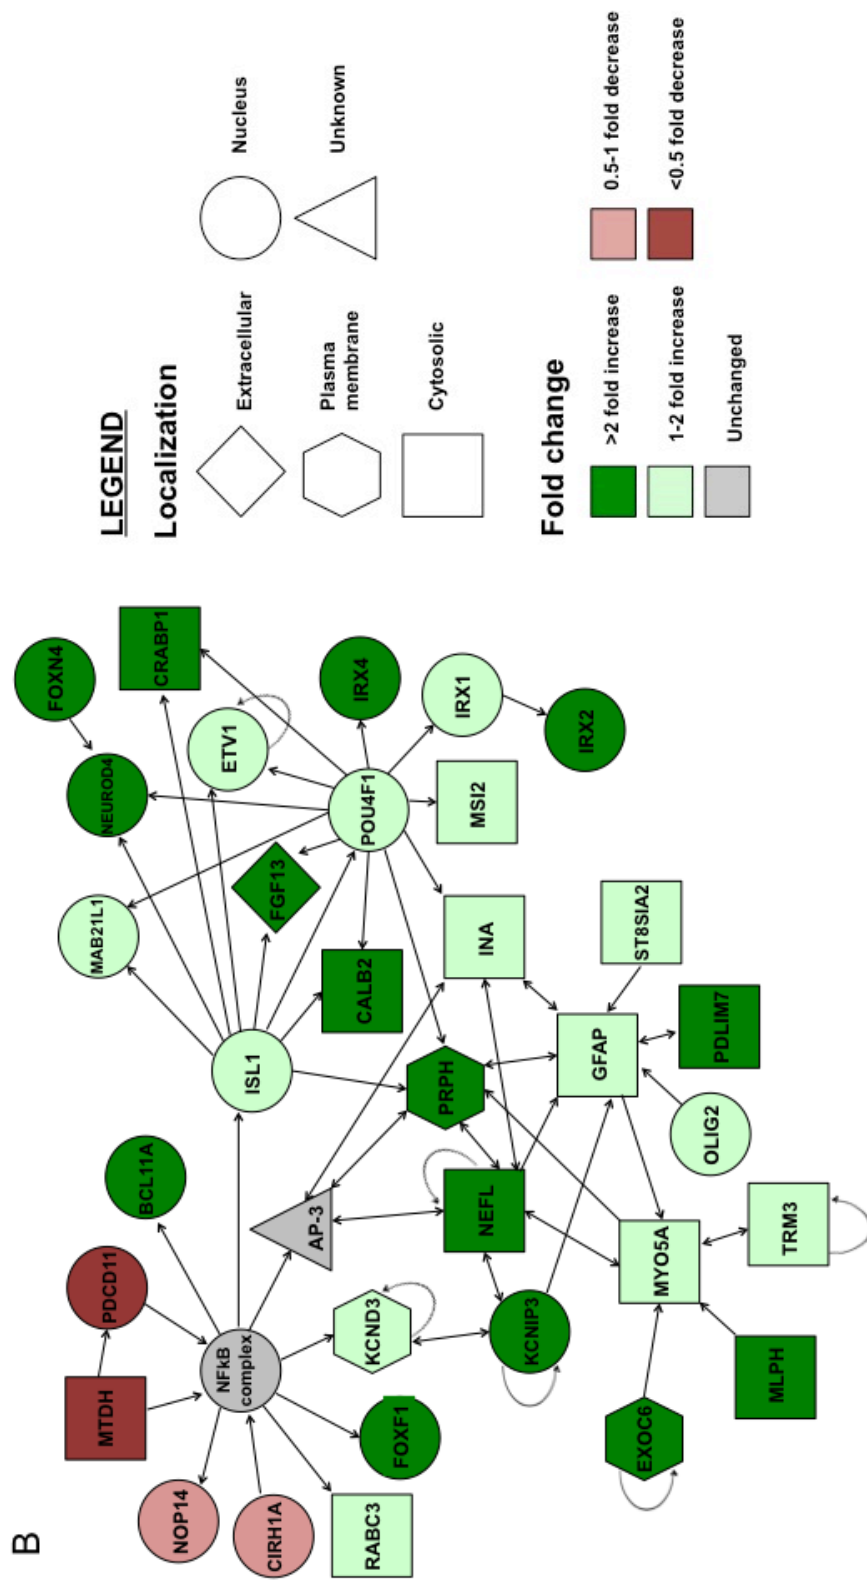 B
FOXN4
MTDH
PDCD11
MAB21L1
NEUROD4
BCL11A
CRABP1
NOP14
NFkB
complex
ISL1
ETV1
CIRH1A
FGF13
AP-3
RABC3
KCND3
CALB2
POU4F1
IRX4
FOXF1
PRPH
IRX1
NEFL
INA
MSI2
KCNIP3
IRX2
GFAP
ST8SIA2
EXOC6
MYO5A
OLIG2
PDLIM7
MLPH
TRM3
LEGEND
Localization
Extracellular
Nucleus
Plasma
membrane
Unknown
Cytosolic
Fold change
>2 fold increase
0.5-1 fold decrease
1-2 fold increase
<0.5 fold decrease
Unchanged